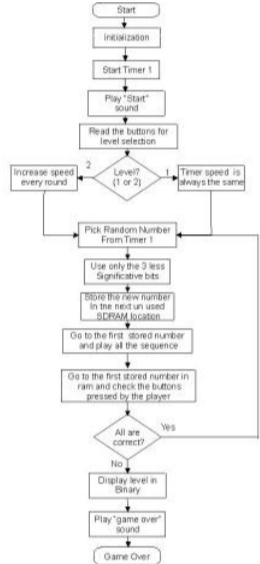 Start
Initialization
Start Timer 1
Play "Start"
sound
Read the buttons for
level selection
2
Level?
(1 or 2)
1
Increase speed
every round
Timer speed is
always the same
Pick Random Number
From Timer 1
Use only the 3 less
Significative bits
Store the new number
In the next un used
SDRAM location
Go to the first stored number
and play all the sequence
Go to the first stored number in
ram and check the buttons
pressed by the player
All are
correct?
Yes
No
Display level in
Binary
Play "game over"
sound
Game Over